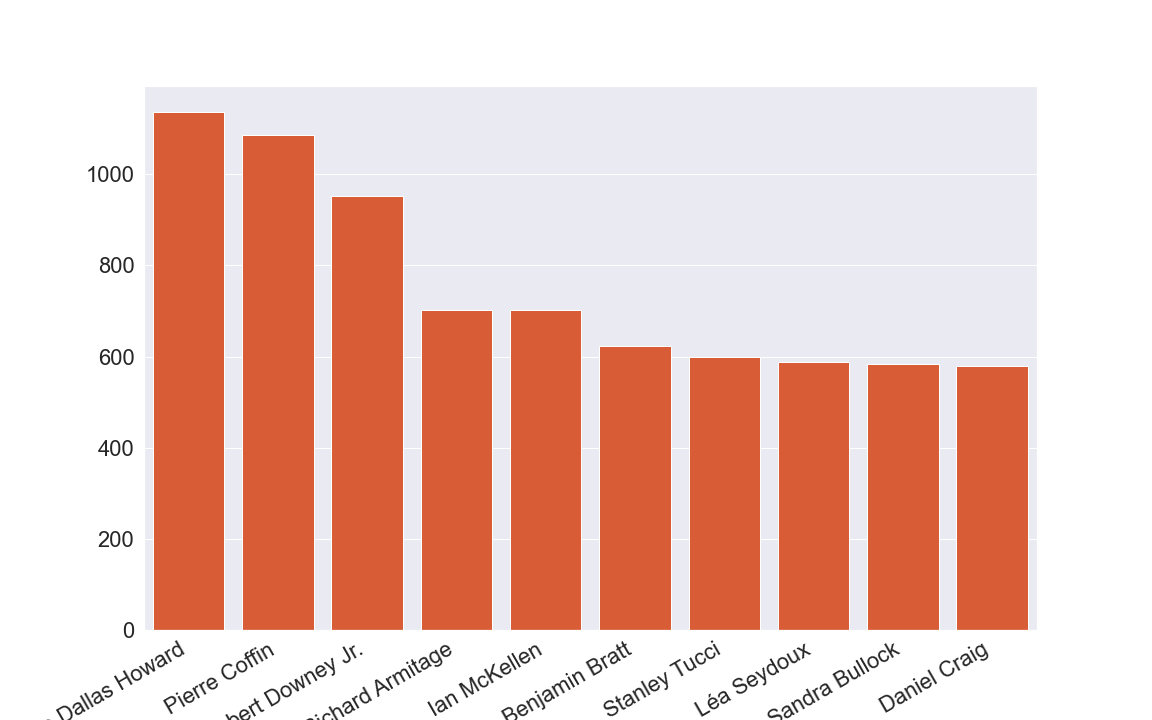 1000
800
600
400
200
0
Dallas Howard
Pierre Coffin
Downey Jr.
Armitage
Ian McKellen
Benjamin Bratt
Stanley Tucci
Léa Seydoux
Sandra Bullock
Daniel Craig